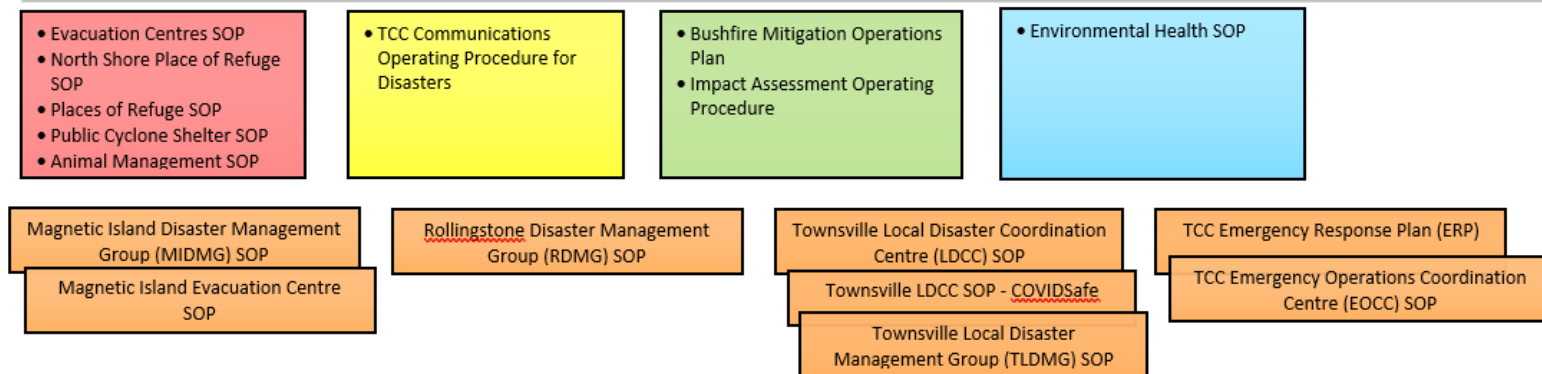 • Evacuation Centres SOP
• North Shore Place of Refuge
SOP
• Places of Refuge SOP
• Public Cyclone Shelter SOP
• Animal Management SOP
• TCC Communications
Operating Procedure for
Disasters
• Bushfire Mitigation Operations
Plan
• Impact Assessment Operating
Procedure
• Environmental Health SOP
Magnetic Island Disaster Management
Group (MIDMG) SOP
Magnetic Island Evacuation Centre
SOP
Rollingstone Disaster Management
Group (RDMG) SOP
Townsville Local Disaster Coordination
Centre (LDCC) SOP
Townsville LDCC SOP - COVIDSafe
Townsville Local Disaster
Management Group (TLDMG) SOP
TCC Emergency Response Plan (ERP)
TCC Emergency Operations Coordination
Centre (EOCC) SOP